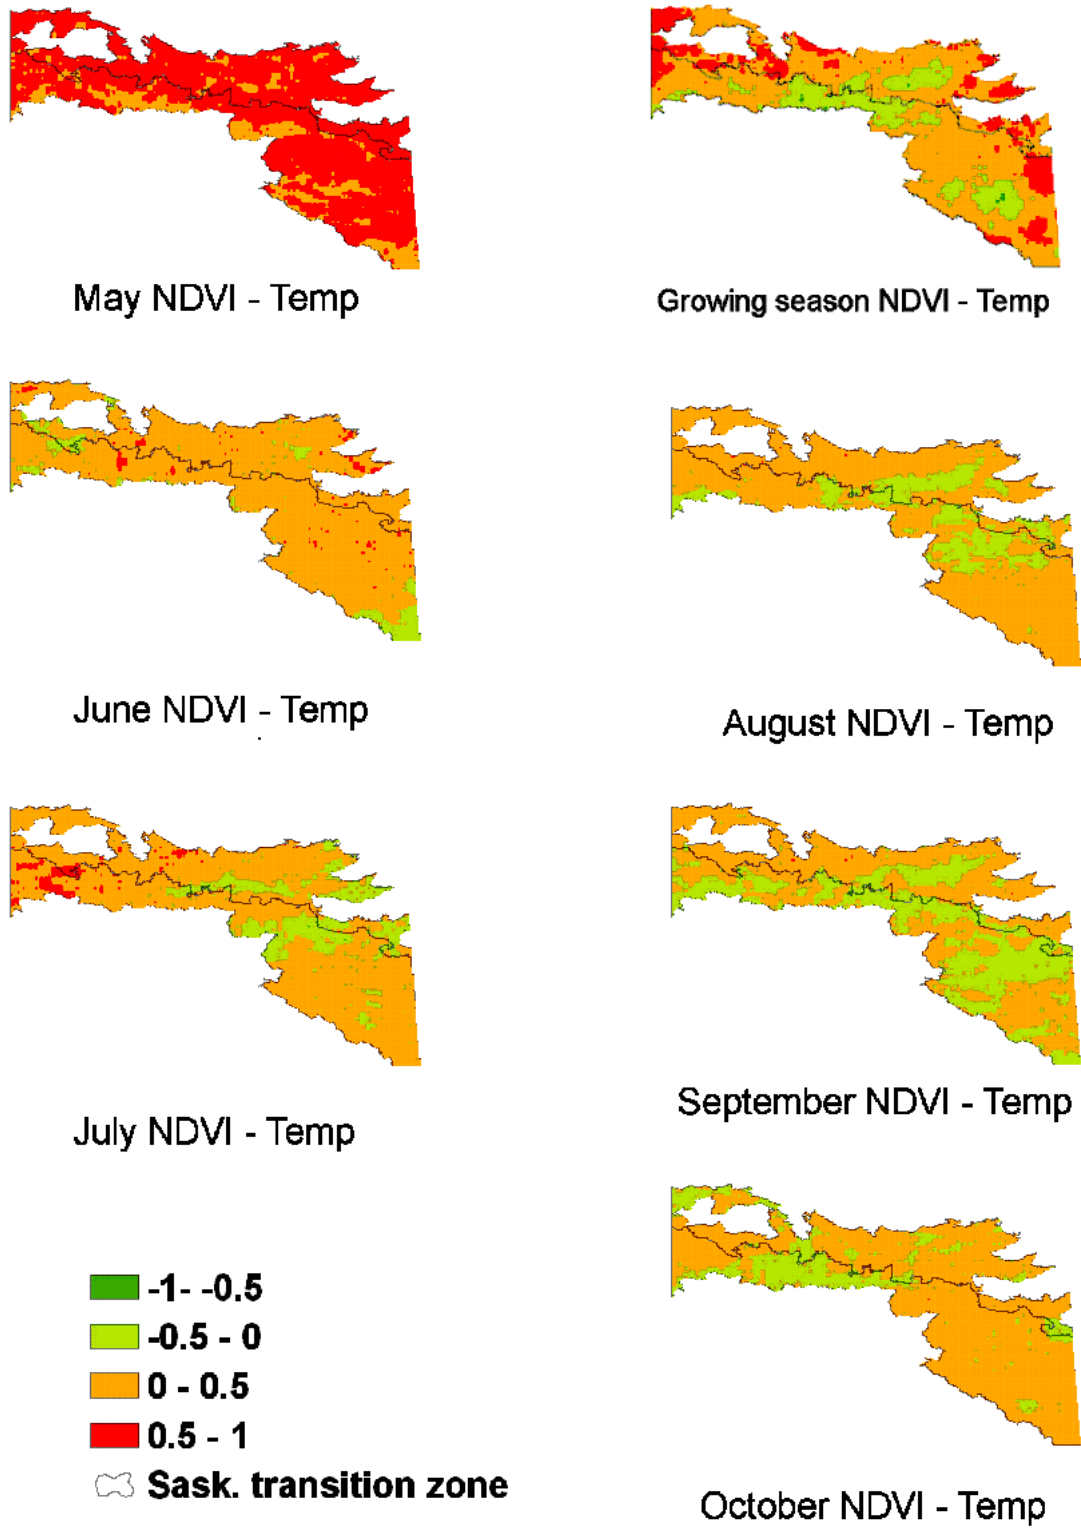 May NDVI - Temp
Growing season NDVI - Temp
June NDVI - Temp
August NDVI - Temp
July NDVI - Temp
September NDVI - Temp
-1- -0.5
-0.5 - 0
0 - 0.5
0.5 - 1
Sask. transition zone
October NDVI - Temp